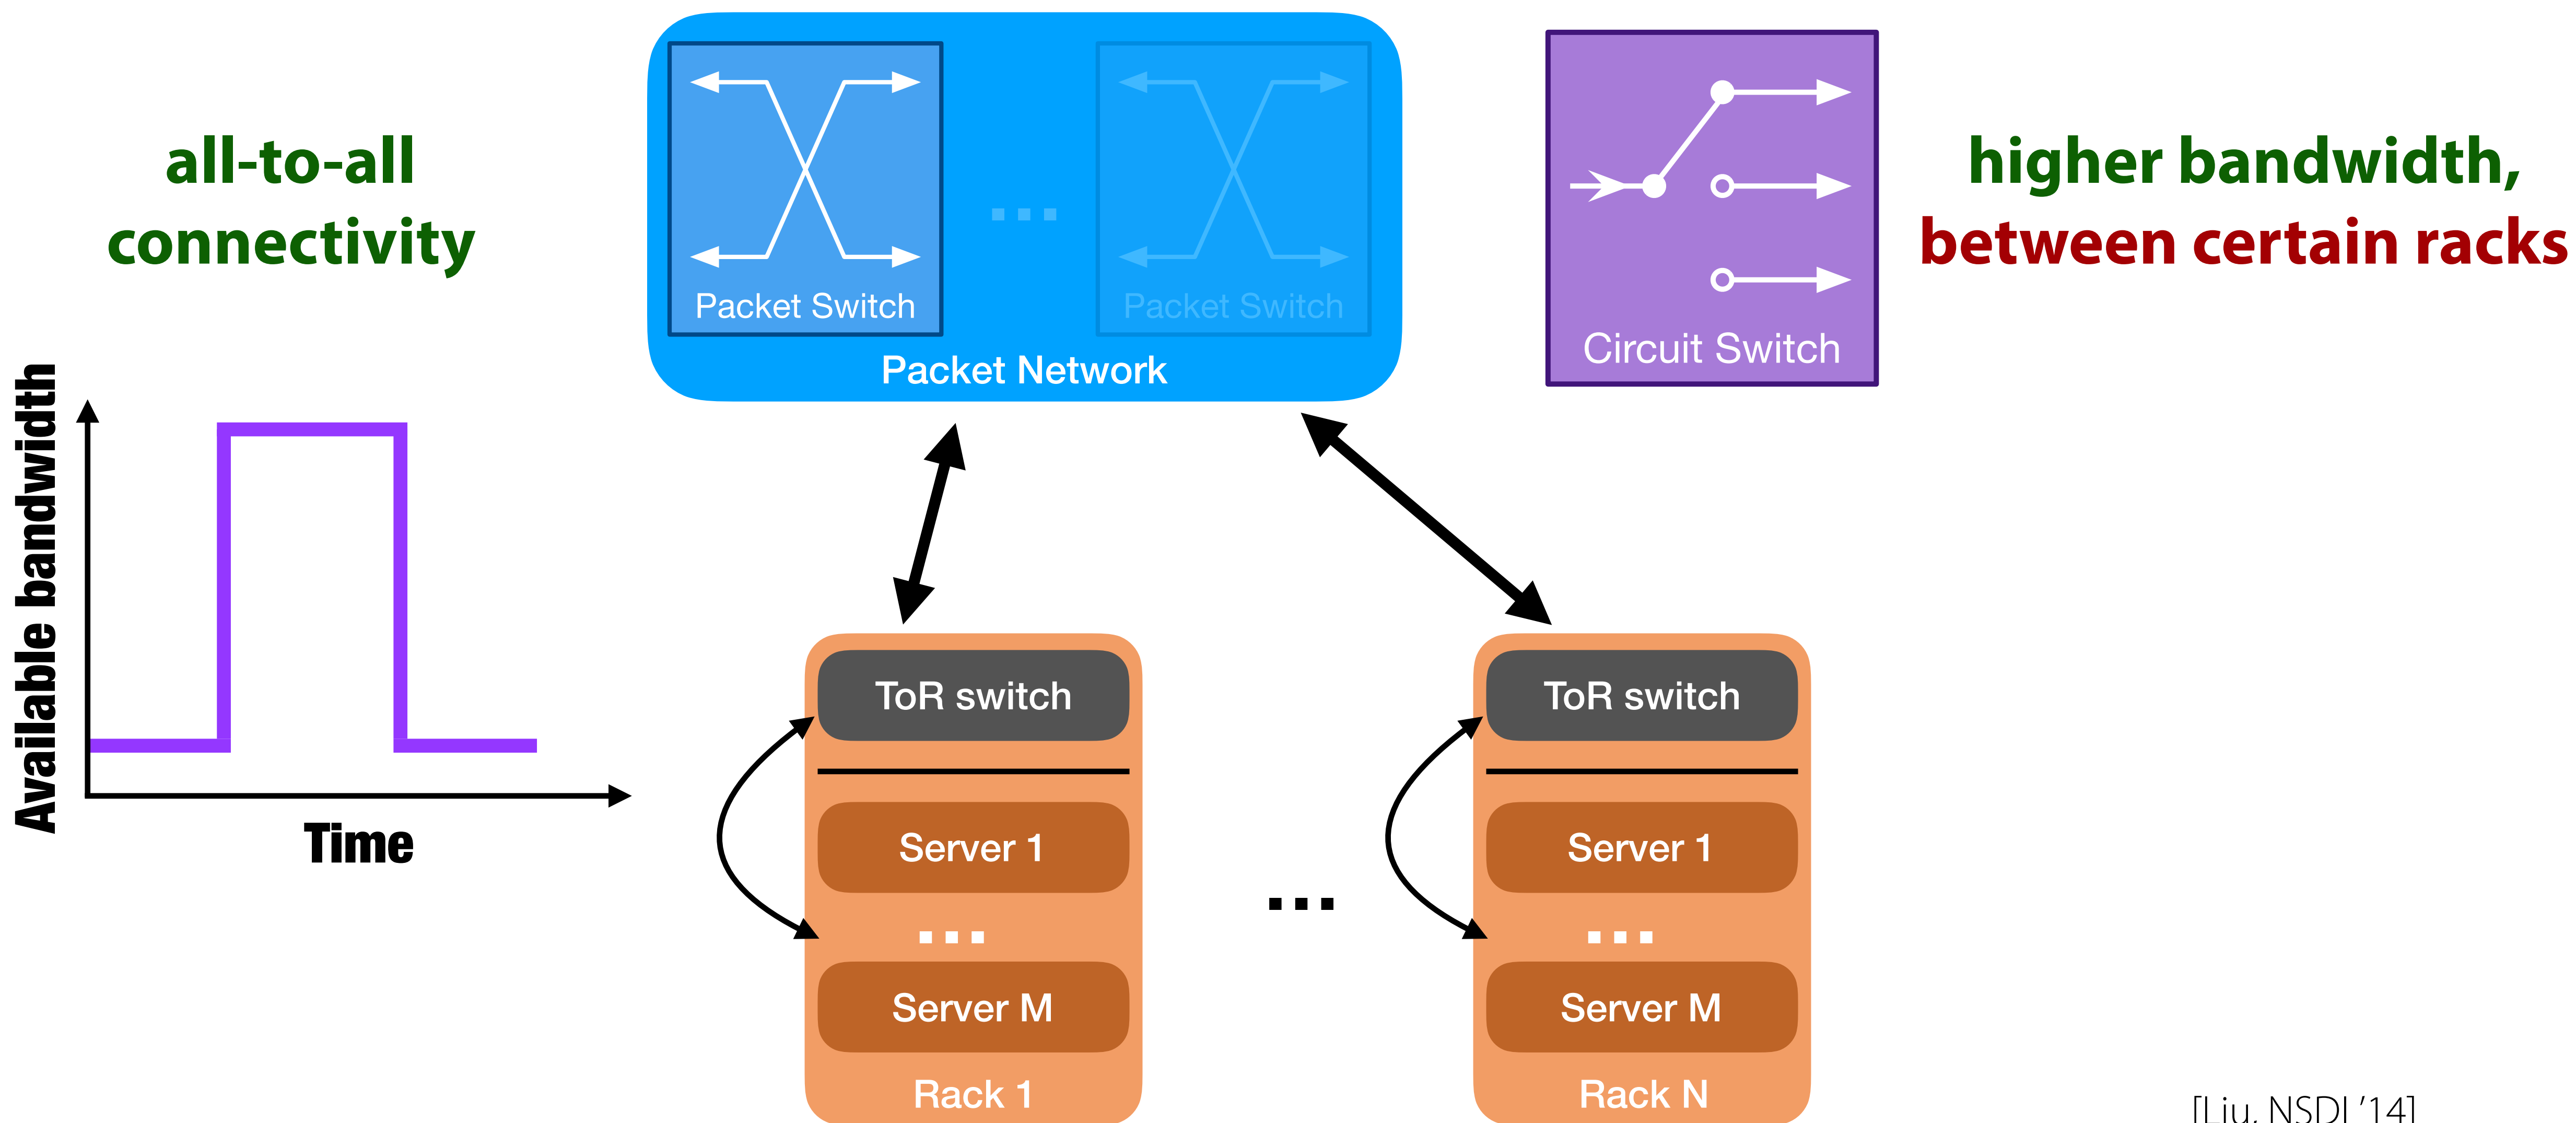 all-to-all
connectivity
Packet Switch
...
Packet Switch
Packet Network
Circuit Switch
higher bandwidth,
between certain racks
Available bandwidth
Time
ToR switch
Server 1
...
Server M
Rack 1
...
ToR switch
Server 1
...
Server M
Rack N
[Liu, NSDI ’14]